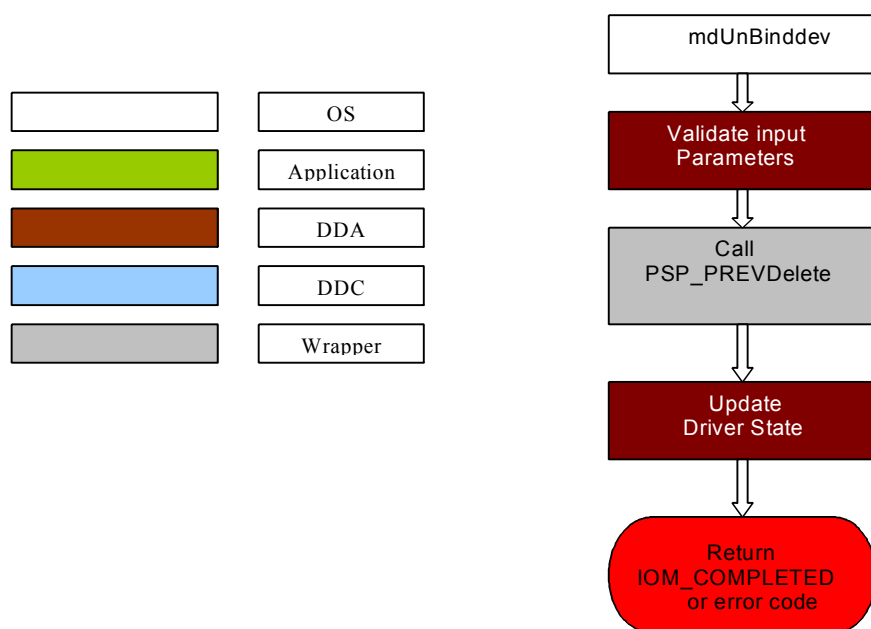 OS
Application
DDA
DDC
Wrapper
mdUnBinddev
Validate input
Parameters
Call
PSP_PREVDelete
Update
Driver State
Return
IOM_COMPLETED
or error code